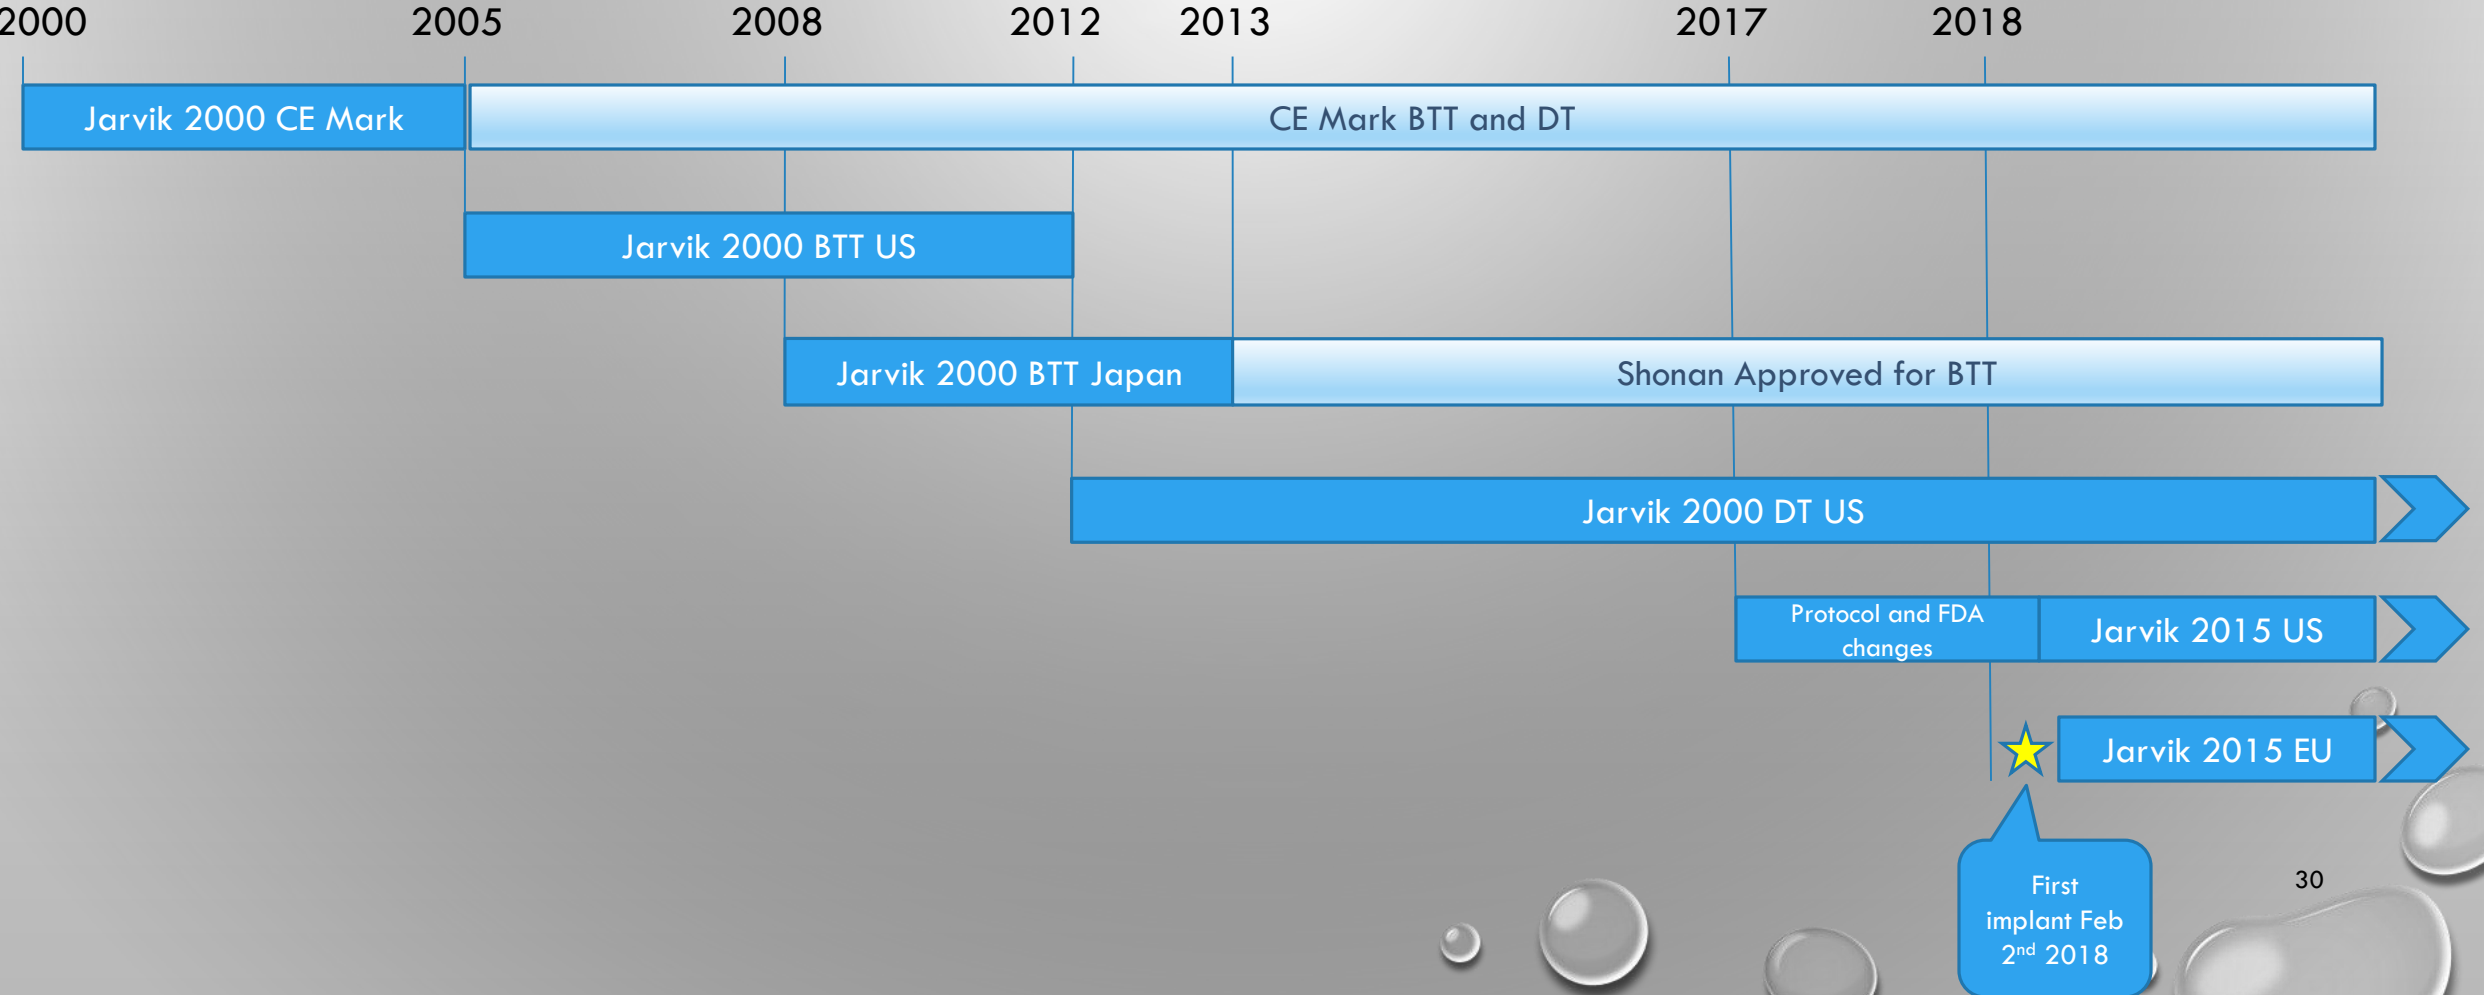 2000 2005 2008 2012 2013 2017 2018
Jarvik 2000 CE Mark
CE Mark BTT and DT
Jarvik 2000 BTT US
Jarvik 2000 BTT Japan
Shonan Approved for BTT
Jarvik 2000 DT US
Protocol and FDA
changes
Jarvik 2015 US
Jarvik 2015 EU
First
implant Feb
2nd 2018
30